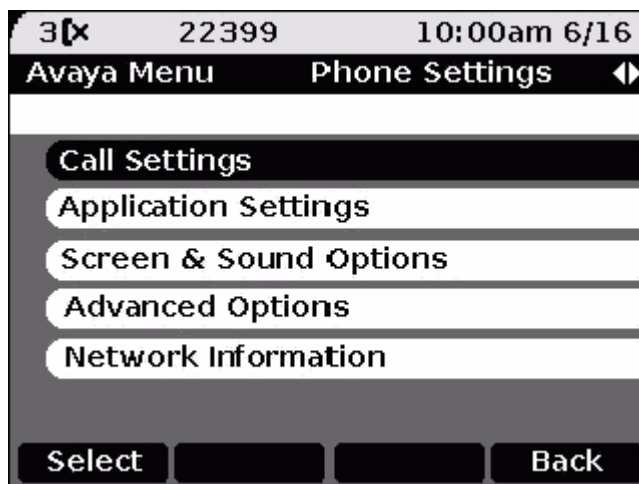 3 22399 10:00am 6/16
Avaya Menu Phone Settings
Call Settings
Application Settings
Screen & Sound Options
Advanced Options
Network Information
Select Back